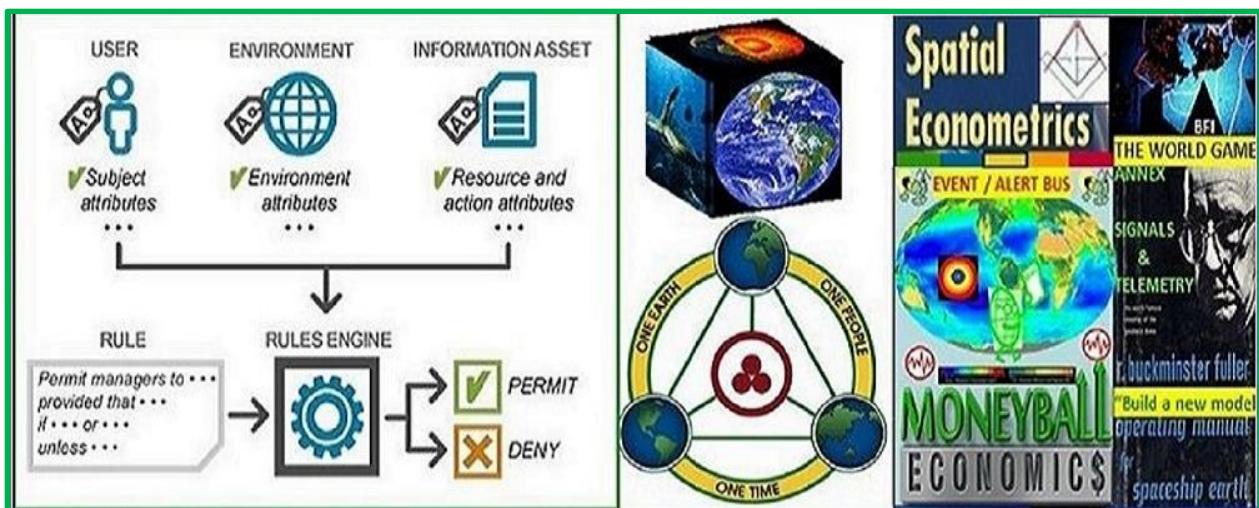 USER
ENVIRONMENT
INFORMATION ASSET
Subject
attributes
•••
Environment
attributes
•••
Resource and
action attributes
•••
RULE
Permit managers to •••
provided that •••
if ••• or •••
unless •••
RULES ENGINE
PERMIT
DENY
ONE EARTH
ONE PEOPLE
ONE TIME
Spatial
Econometrics
EVENT / ALERT BUS
MONEYBALL
ECONOMIC$
BFI
THE WORLD GAME
ANNEX
SIGNALS
&
TELEMETRY
r. buckminster fuller
"Build a new model
operating manual
for
spaceship earth